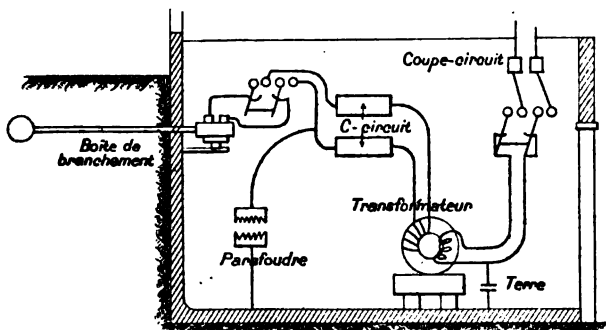 Coupe-circuit
Boîte de
branchement
C-circuit
Transformateur
Parafoudre
Terre